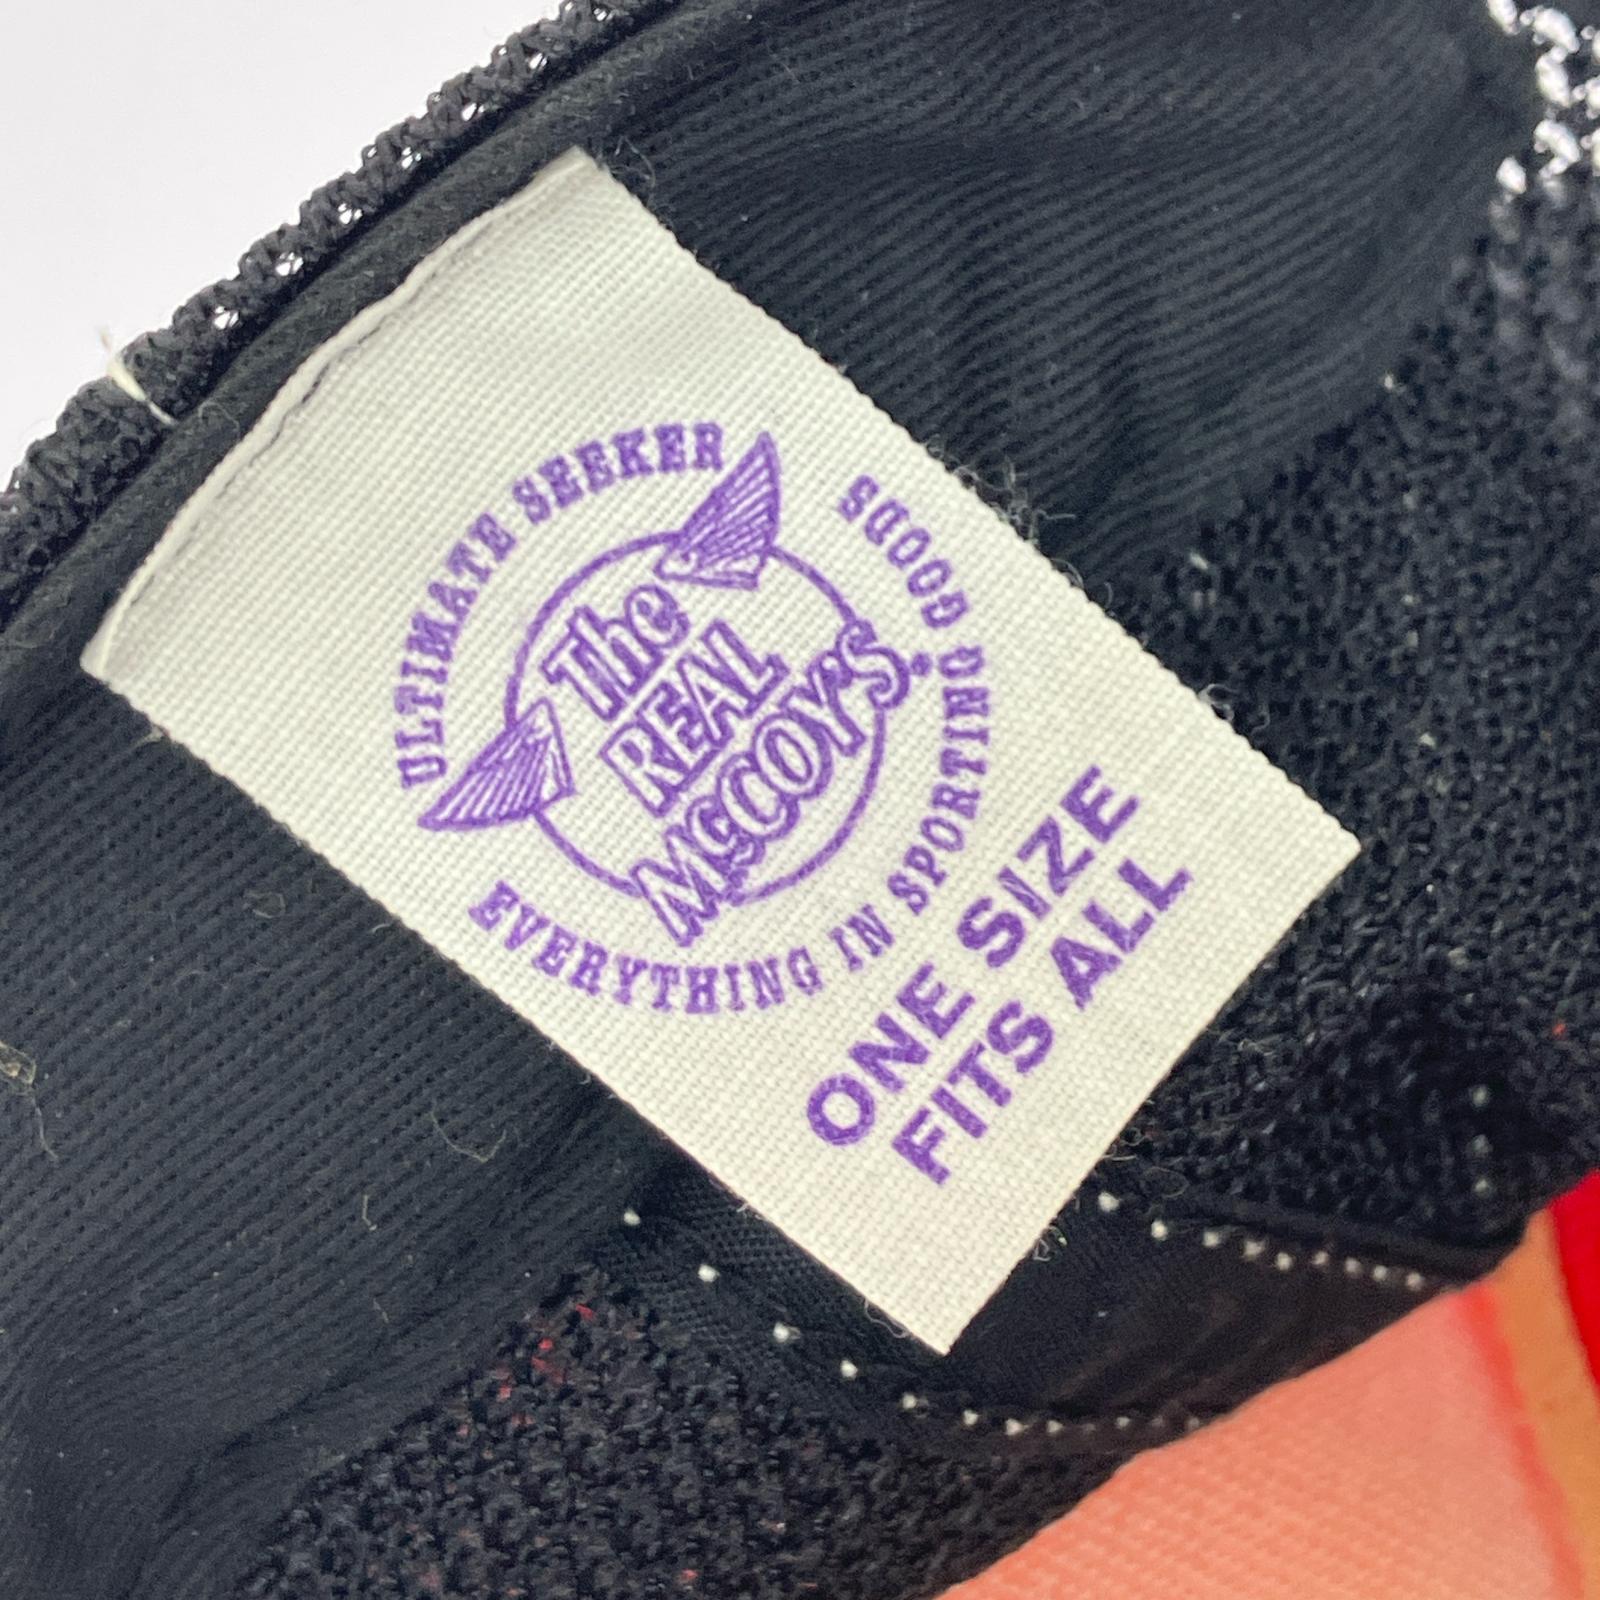 ULTIMATE SEEKER
The
REAL
McCOY'S.
EVERYTHING IN SPORTING GOODS
ONE SIZE
FITS ALL